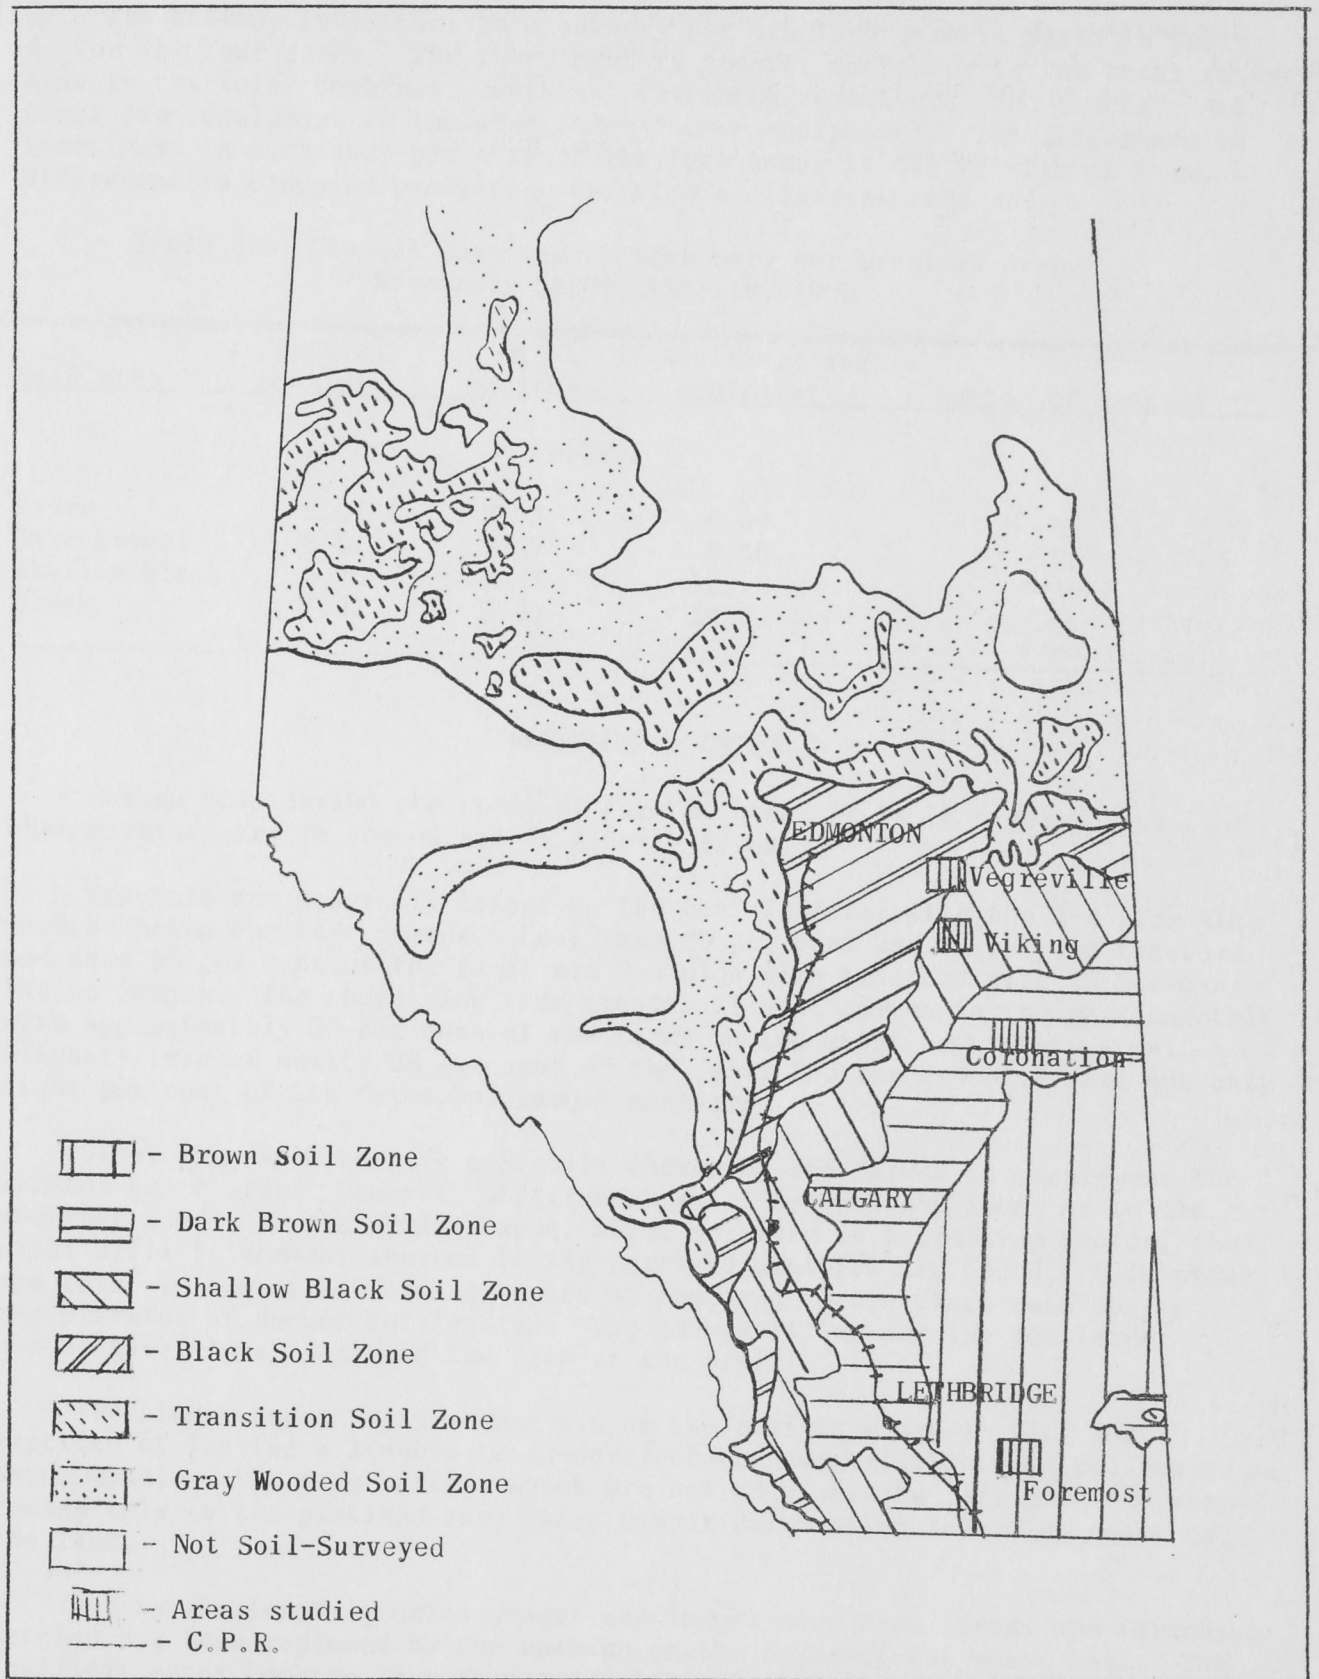 EDMONTON
Vegreville
Viking
Coronation
CALGARY
LETHBRIDGE
Foremost
- Brown Soil Zone
- Dark Brown Soil Zone
- Shallow Black Soil Zone
- Black Soil Zone
- Transition Soil Zone
- Gray Wooded Soil Zone
- Not Soil-Surveyed
- Areas studied
- C.P.R.